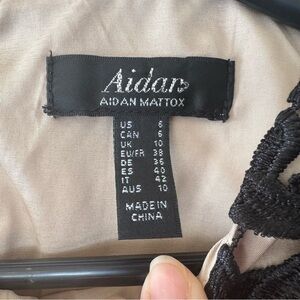 Aidan
AIDAN MATTOX
US 6
CAN 6
UK 10
EU/FR 38
DE 36
ES 40
IT 42
AUS 10
MADE IN
CHINA